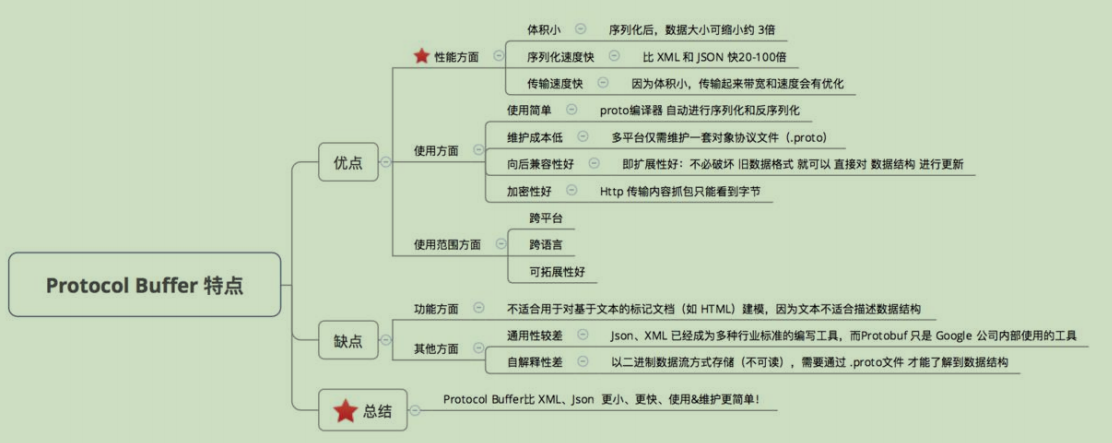 Protocol Buffer 特点
优点
性能方面
体积小 序列化后，数据大小可缩小约 3倍
序列化速度快 比 XML 和 JSON 快20-100倍
传输速度快 因为体积小，传输起来带宽和速度会有优化
使用方面
使用简单 proto编译器 自动进行序列化和反序列化
维护成本低 多平台仅需维护一套对象协议文件（.proto）
向后兼容性好 即扩展性好：不必破坏 旧数据格式 就可以 直接对 数据结构 进行更新
加密性好 Http 传输内容抓包只能看到字节
使用范围方面
跨平台
跨语言
可拓展性好
缺点
功能方面 不适合用于对基于文本的标记文档（如 HTML）建模，因为文本不适合描述数据结构
其他方面
通用性较差 Json、XML 已经成为多种行业标准的编写工具，而Protobuf 只是 Google 公司内部使用的工具
自解释性差 以二进制数据流方式存储（不可读），需要通过 .proto文件 才能了解到数据结构
总结
Protocol Buffer比 XML、Json 更小、更快、使用&维护更简单！